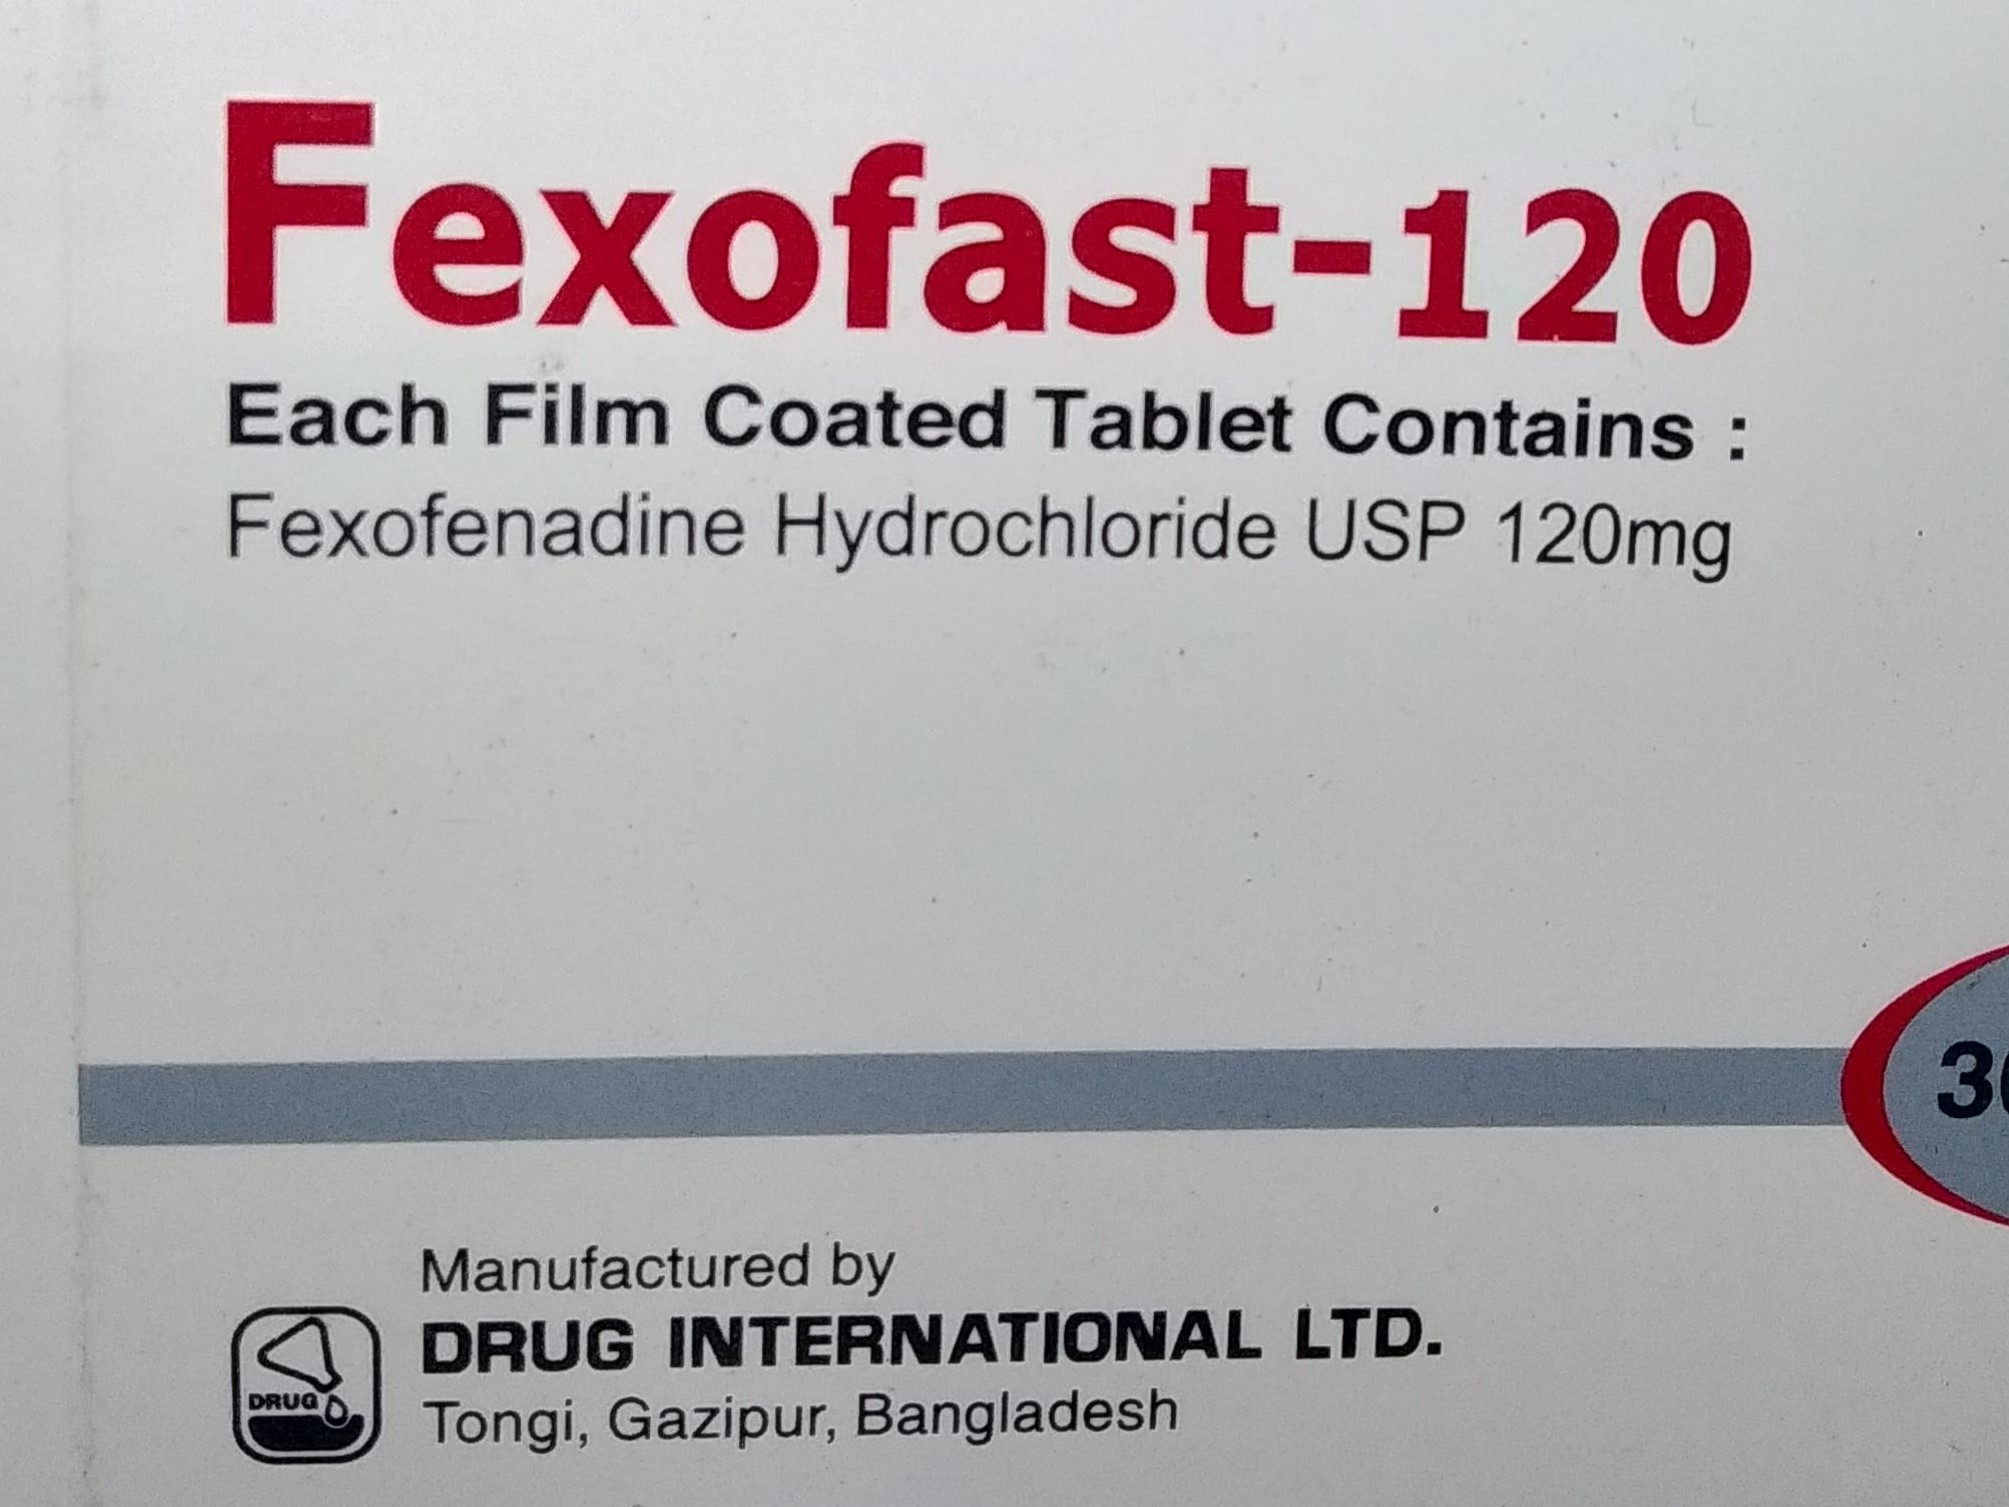 Fexofast-120
Each Film Coated Tablet Contains :
Fexofenadine Hydrochloride USP 120mg
Manufactured by
DRUG INTERNATIONAL LTD.
Tongi, Gazipur, Bangladesh
DRUG